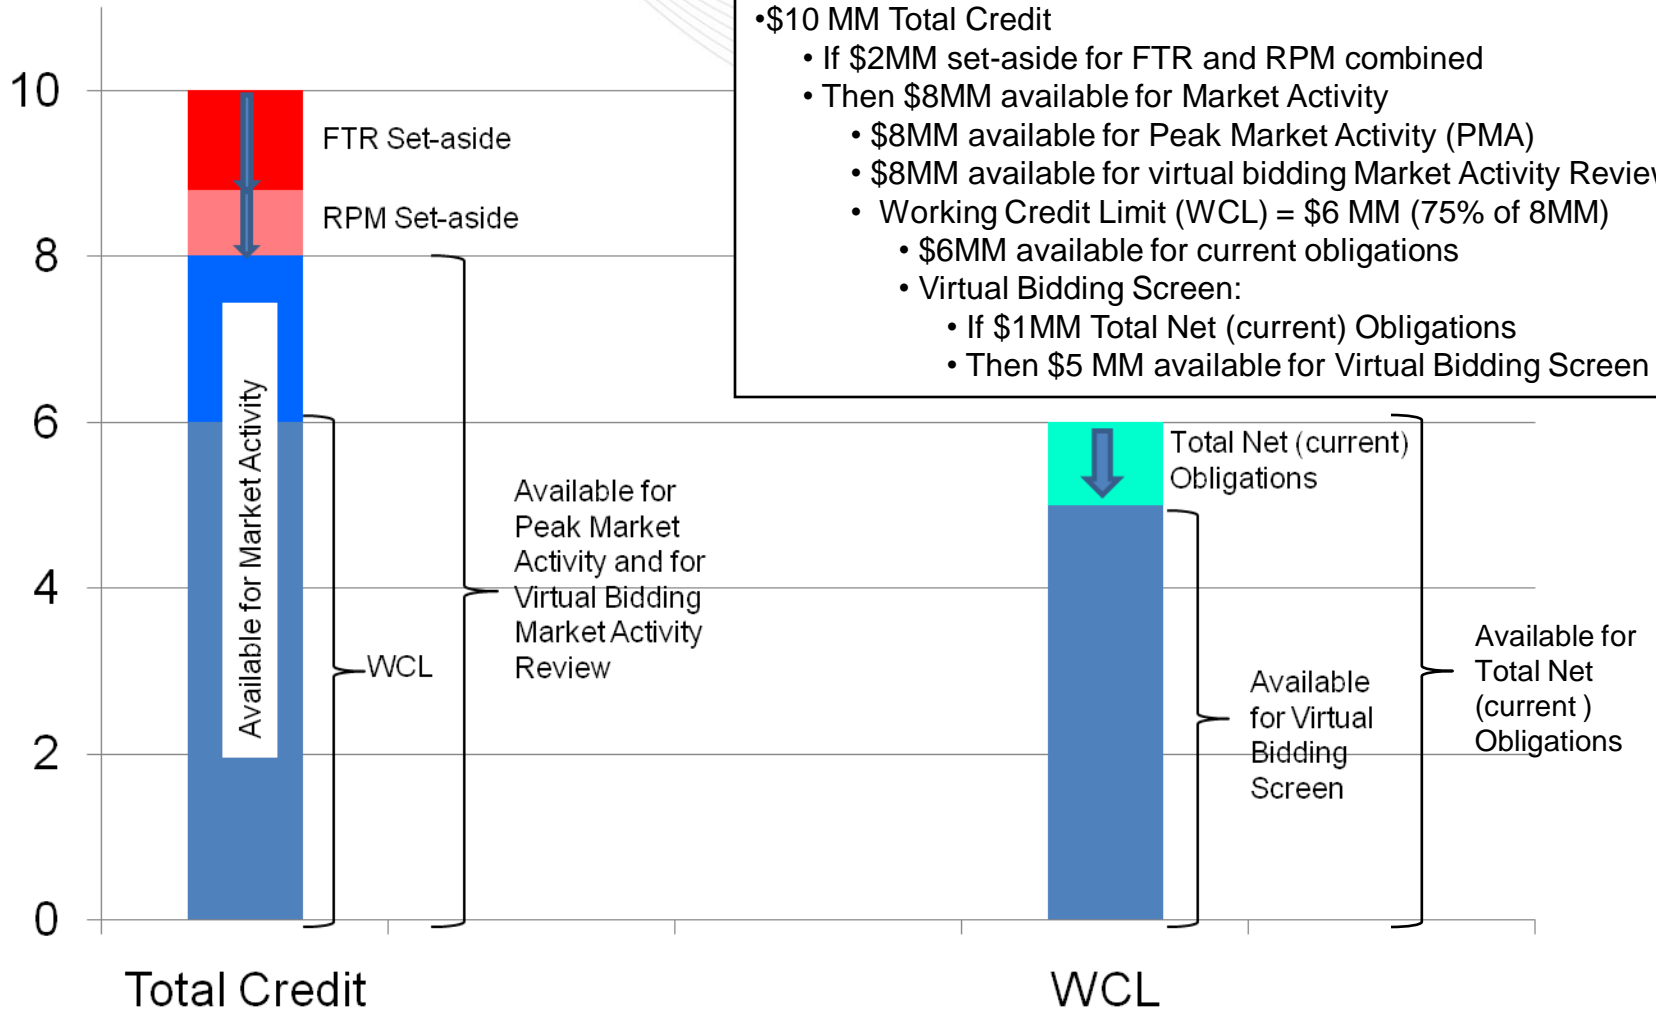 •$10 MM Total Credit
• If $2MM set-aside for FTR and RPM combined
• Then $8MM available for Market Activity
• $8MM available for Peak Market Activity (PMA)
• $8MM available for virtual bidding Market Activity Review
• Working Credit Limit (WCL) = $6 MM (75% of 8MM)
• $6MM available for current obligations
• Virtual Bidding Screen:
• If $1MM Total Net (current) Obligations
• Then $5 MM available for Virtual Bidding Screen
10
8
6
4
2
0
FTR Set-aside
RPM Set-aside
Available for Market Activity
WCL
Available for
Peak Market
Activity and for
Virtual Bidding
Market Activity
Review
Total Net (current)
Obligations
Available
for Virtual
Bidding
Screen
Available for
Total Net
(current )
Obligations
Total Credit
WCL